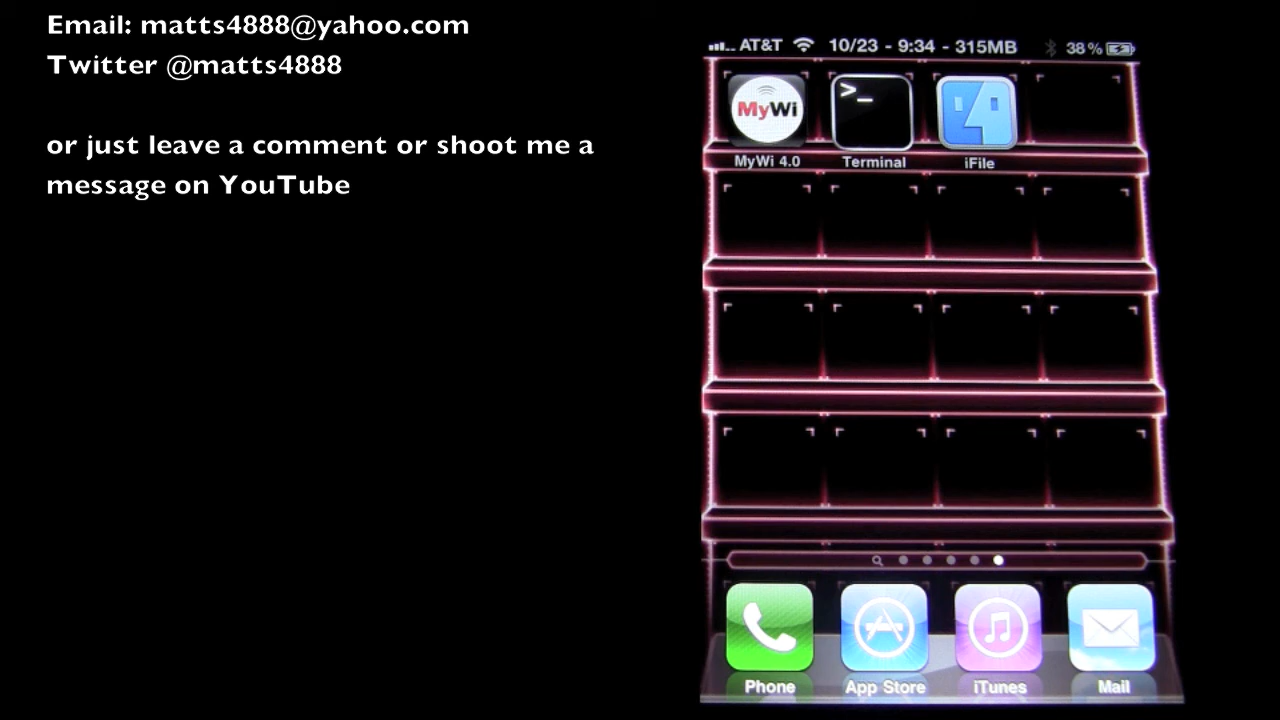 Email: matts4888@yahoo.com
Twitter @matts4888
or just leave a comment or shoot me a
message on YouTube
AT&T 10/23 - 9:34 - 315MB 38%
MyWi >_
MyWi 4.0 Terminal iFile
Phone App Store iTunes Mail